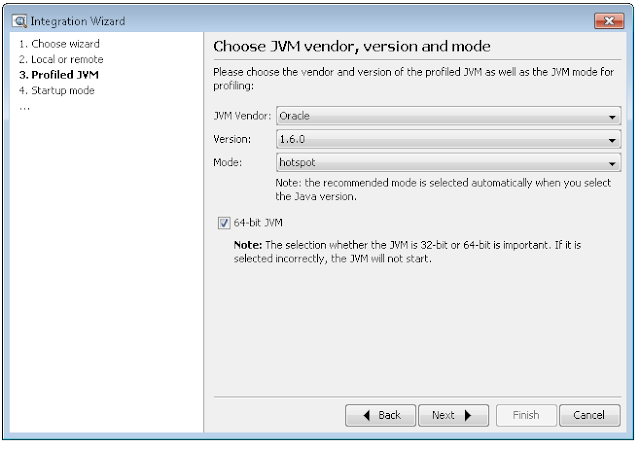 Integration Wizard
1. Choose wizard
2. Local or remote
3. Profiled JVM
4. Startup mode
...
Choose JVM vendor, version and mode
Please choose the vendor and version of the profiled JVM as well as the JVM mode for
profiling:
JVM Vendor: Oracle
Version: 1.6.0
Mode: hotspot
Note: the recommended mode is selected automatically when you select
the Java version.
64-bit JVM
Note: The selection whether the JVM is 32-bit or 64-bit is important. If it is
selected incorrectly, the JVM will not start.
Back Next Finish Cancel